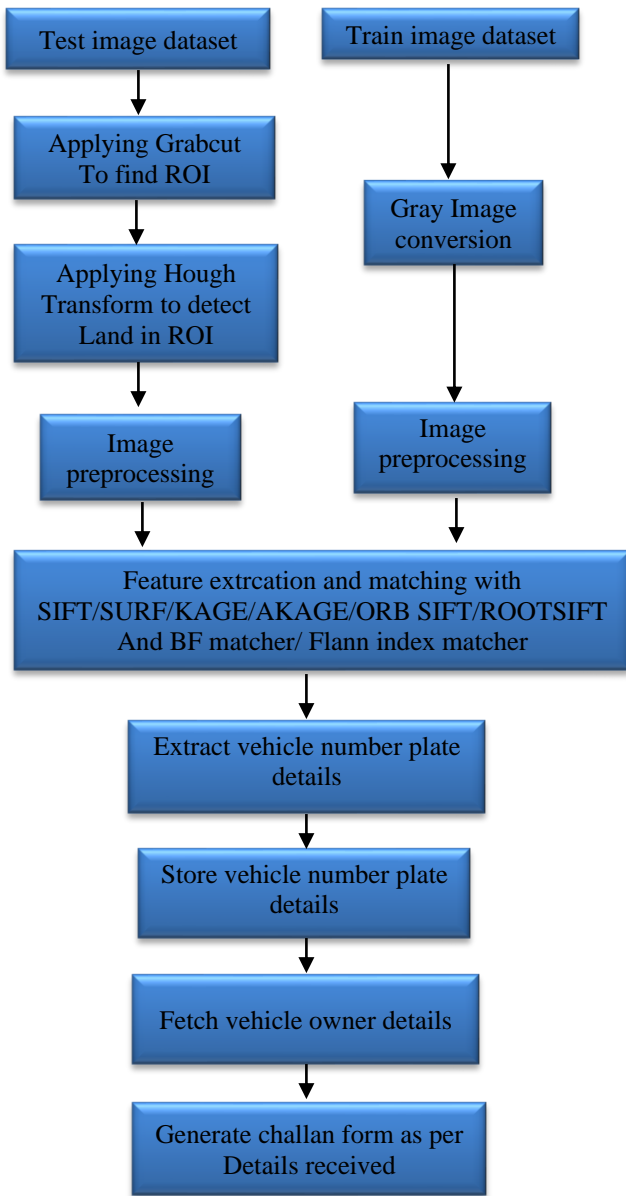 Test image dataset
Train image dataset
Applying Grabcut
To find ROI
Gray Image
conversion
Applying Hough
Transform to detect
Land in ROI
Image
preprocessing
Image
preprocessing
Feature extrcation and matching with
SIFT/SURF/KAGE/AKAGE/ORB SIFT/ROOTSIFT
And BF matcher/ Flann index matcher
Extract vehicle number plate
details
Store vehicle number plate
details
Fetch vehicle owner details
Generate challan form as per
Details received